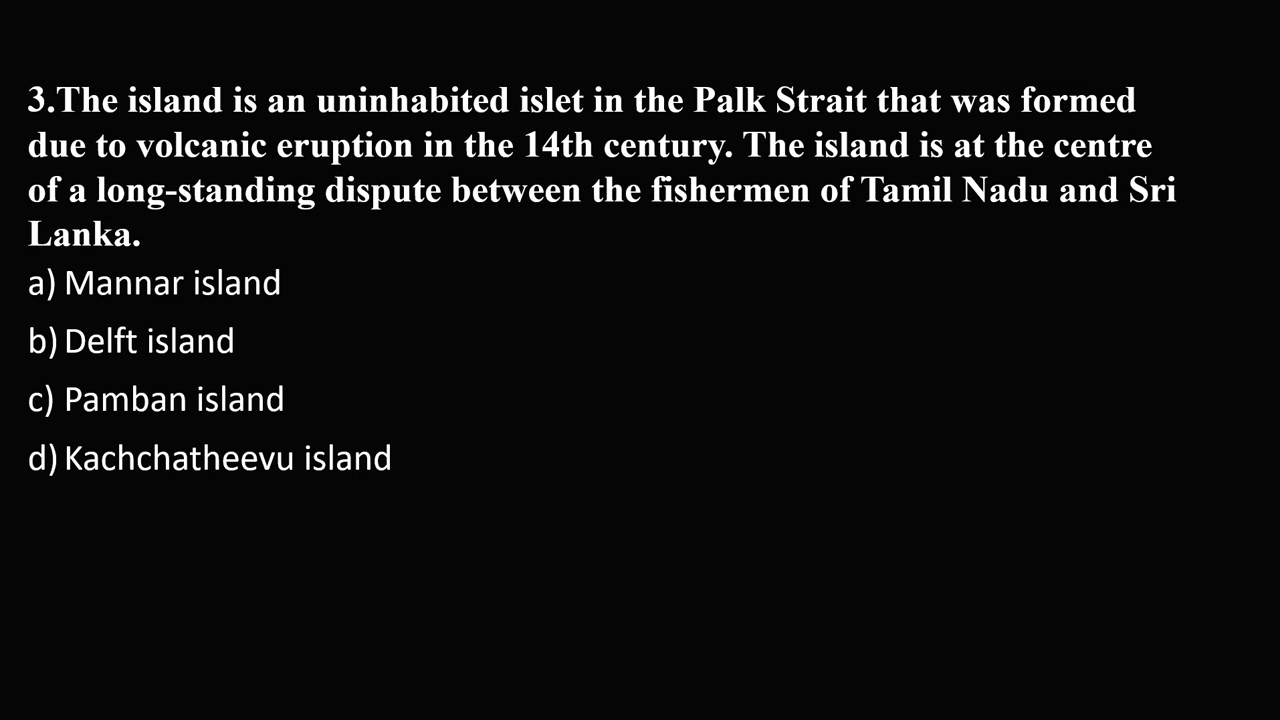 3.The island is an uninhabited islet in the Palk Strait that was formed
due to volcanic eruption in the 14th century. The island is at the centre
of a long-standing dispute between the fishermen of Tamil Nadu and Sri
Lanka.
a) Mannar island
b) Delft island
c) Pamban island
d) Kachchatheevu island